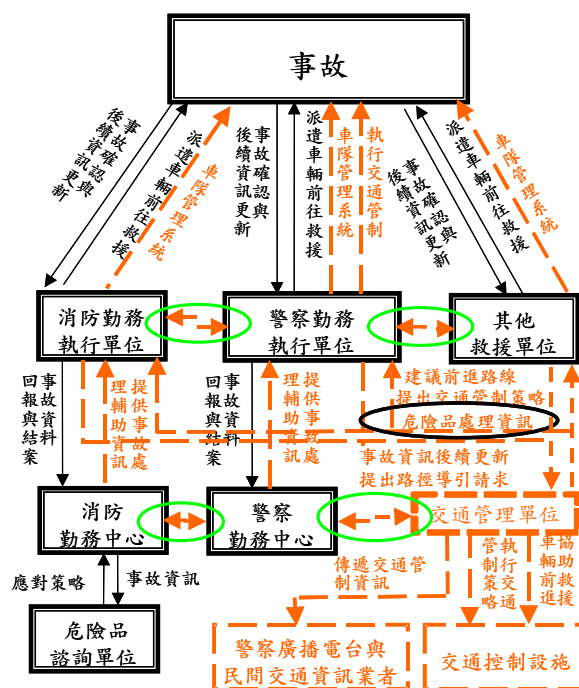 事故
事故確認與
後續資訊更新
派遣車輛前往救援
車隊管理系統
事故確認與
後續資訊更新
派遣車輛前往救援
車隊管理系統
執行交通管制
事故確認與
後續資訊更新
派遣車輛前往救援
車隊管理系統
消防勤務
執行單位
警察勤務
執行單位
其他
救援單位
事故資料
回報與結案
提供事故處
理輔助資訊
事故資料
回報與結案
提供事故處
理輔助資訊
建議前進路線
提出交通管制策略
危險品處理資訊
事故資訊後續更新
提出路徑導引請求
消防
勤務中心
警察
勤務中心
交通管理單位
應對策略
事故資訊
傳遞交通管
制資訊
執行交通
管制策略
協助救援
車輛前進
危險品
諮詢單位
警察廣播電台與
民間交通資訊業者
交通控制設施